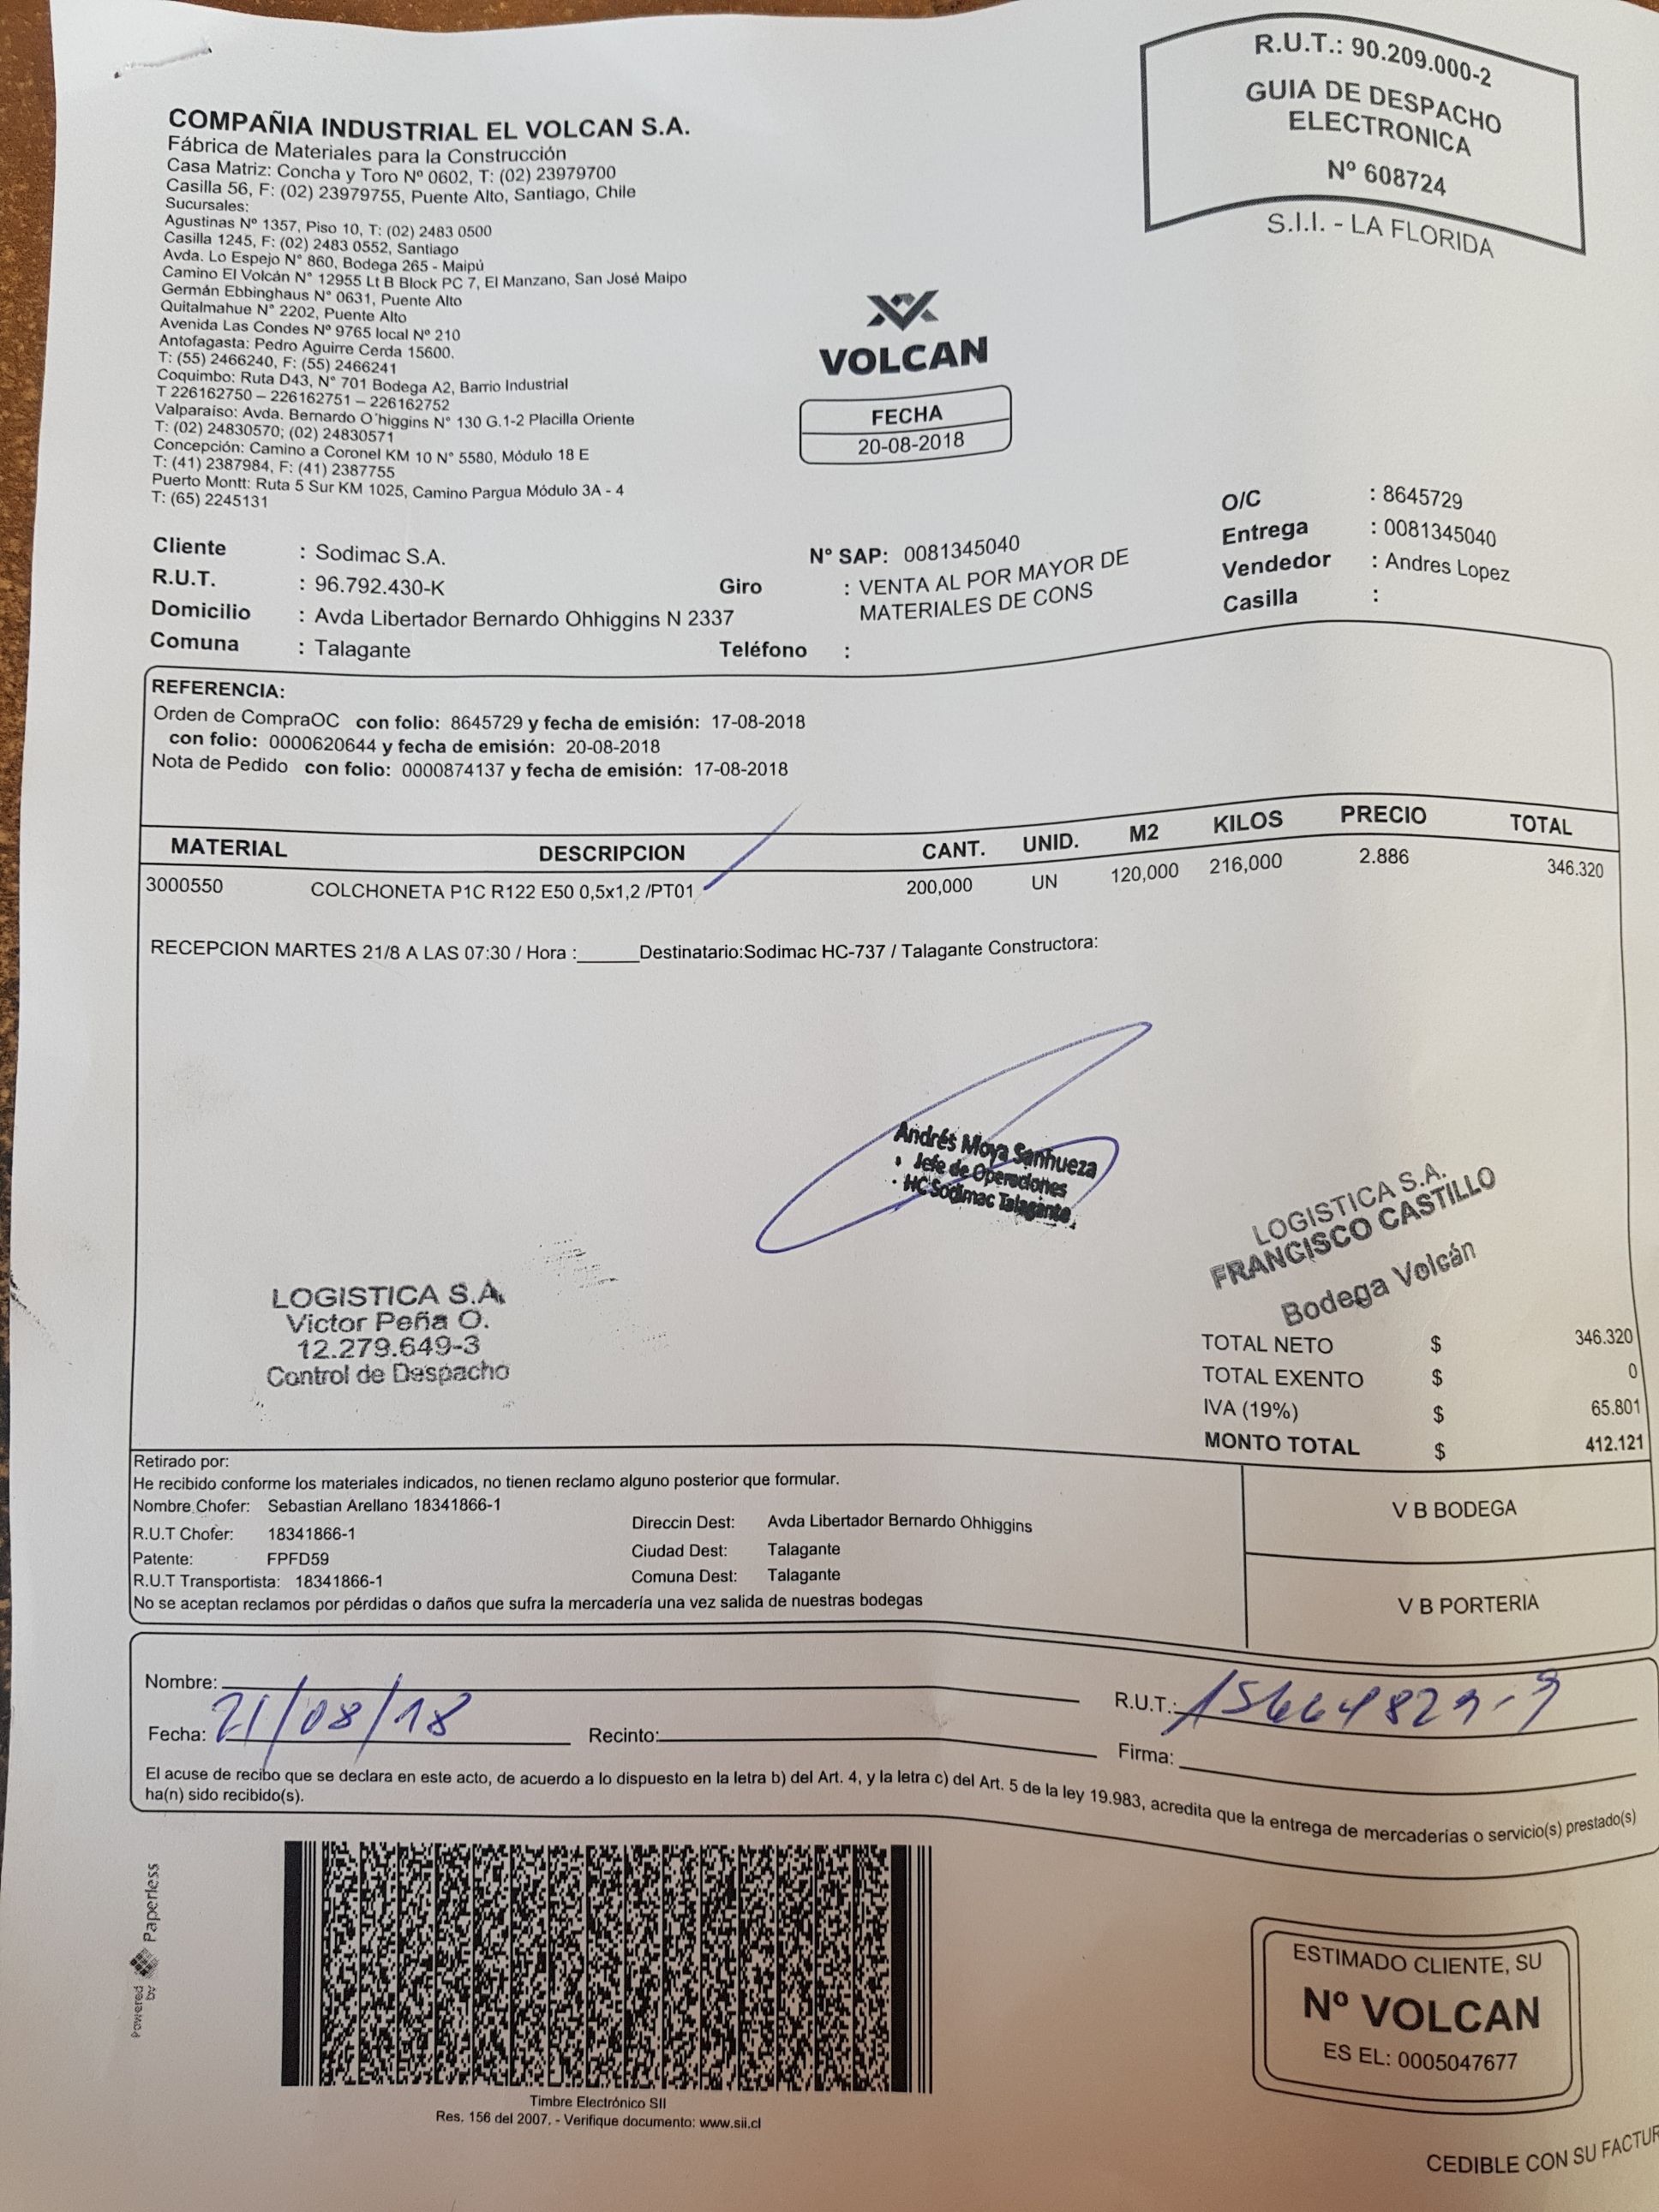 R.U.T.: 90.209.000-2
GUIA DE DESPACHO
ELECTRONICA
Nº 608724
S.I.I. - LA FLORIDA
COMPAÑIA INDUSTRIAL EL VOLCAN S.A.
Fábrica de Materiales para la Construcción
Casa Matriz: Concha y Toro Nº 0602, T: (02) 23979700
Casilla 56, F: (02) 23979755, Puente Alto, Santiago, Chile
Sucursales:
Agustinas Nº 1357, Piso 10, T: (02) 2483 0500
Casilla 1245, F: (02) 2483 0552, Santiago
Avda. Lo Espejo N° 860, Bodega 265 - Maipú
Camino El Volcán N° 12955 Lt B Block PC 7, El Manzano, San José Maipo
Germán Ebbinghaus N° 0631, Puente Alto
Quitalmahue N° 2202, Puente Alto
Avenida Las Condes Nº 9765 local Nº 210
Antofagasta: Pedro Aguirre Cerda 15600.
T: (55) 2466240, F: (55) 2466241
Coquimbo: Ruta D43, N° 701 Bodega A2, Barrio Industrial
T 226162750 – 226162751 – 226162752
Valparaíso: Avda. Bernardo O´higgins N° 130 G.1-2 Placilla Oriente
T: (02) 24830570; (02) 24830571
Concepción: Camino a Coronel KM 10 N° 5580, Módulo 18 E
T: (41) 2387984, F: (41) 2387755
Puerto Montt: Ruta 5 Sur KM 1025, Camino Pargua Módulo 3A - 4
T: (65) 2245131
VOLCAN
FECHA
20-08-2018
O/C : 8645729
Entrega : 0081345040
Vendedor : Andres Lopez
Casilla :
Cliente : Sodimac S.A. N° SAP: 0081345040
R.U.T. : 96.792.430-K Giro : VENTA AL POR MAYOR DE
MATERIALES DE CONS
Domicilio : Avda Libertador Bernardo Ohhiggins N 2337
Comuna : Talagante Teléfono :
REFERENCIA:
Orden de CompraOC con folio: 8645729 y fecha de emisión: 17-08-2018
con folio: 0000620644 y fecha de emisión: 20-08-2018
Nota de Pedido con folio: 0000874137 y fecha de emisión: 17-08-2018
MATERIAL DESCRIPCION CANT. UNID. M2 KILOS PRECIO TOTAL
3000550 COLCHONETA P1C R122 E50 0,5x1,2 /PT01 200,000 UN 120,000 216,000 2.886 346.320
RECEPCION MARTES 21/8 A LAS 07:30 / Hora :______Destinatario:Sodimac HC-737 / Talagante Constructora:
Andrés Moya Sanhueza
Jefe de Operaciones
HC Sodimac Talagante
LOGISTICA S.A.
FRANCISCO CASTILLO
Bodega Volcán
LOGISTICA S.A.
Victor Peña O.
12.279.649-3
Control de Despacho
TOTAL NETO $ 346.320
TOTAL EXENTO $ 0
IVA (19%) $ 65.801
MONTO TOTAL $ 412.121
Retirado por:
He recibido conforme los materiales indicados, no tienen reclamo alguno posterior que formular.
Nombre Chofer: Sebastian Arellano 18341866-1
R.U.T Chofer: 18341866-1 Direccin Dest: Avda Libertador Bernardo Ohhiggins
Patente: FPFD59 Ciudad Dest: Talagante
R.U.T Transportista: 18341866-1 Comuna Dest: Talagante
No se aceptan reclamos por pérdidas o daños que sufra la mercadería una vez salida de nuestras bodegas
V B BODEGA
V B PORTERIA
Nombre: R.U.T.: 15664829-9
Fecha: 21/08/18 Recinto: Firma:
El acuse de recibo que se declara en este acto, de acuerdo a lo dispuesto en la letra b) del Art. 4, y la letra c) del Art. 5 de la ley 19.983, acredita que la entrega de mercaderías o servicio(s) prestado(s)
ha(n) sido recibido(s).
Powered by Paperless
Timbre Electrónico SII
Res. 156 del 2007. - Verifique documento: www.sii.cl
ESTIMADO CLIENTE, SU
Nº VOLCAN
ES EL: 0005047677
CEDIBLE CON SU FACTUR